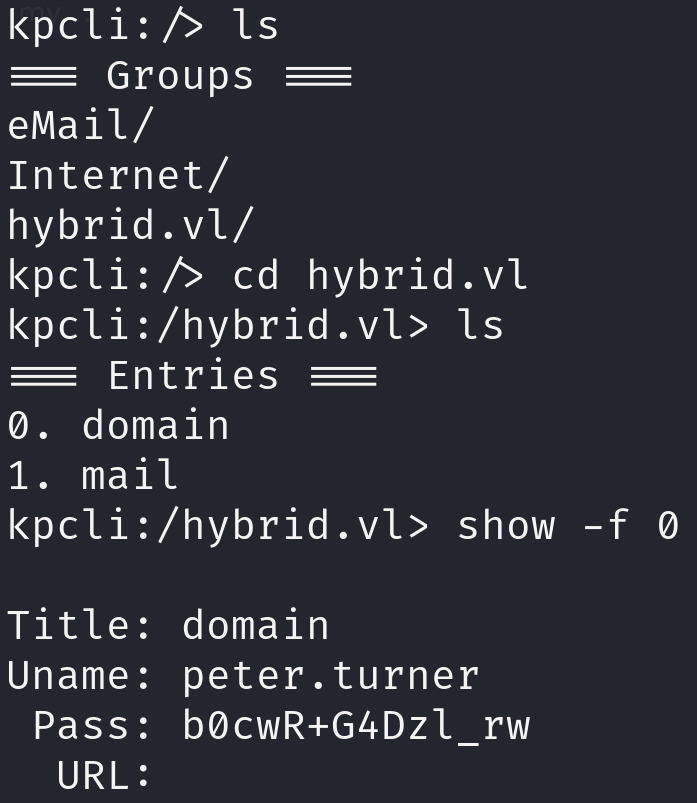 kpcli:/> ls
=== Groups ===
eMail/
Internet/
hybrid.vl/
kpcli:/> cd hybrid.vl
kpcli:/hybrid.vl> ls
=== Entries ===
0. domain
1. mail
kpcli:/hybrid.vl> show -f 0
Title: domain
Uname: peter.turner
Pass: b0cwR+G4Dzl_rw
URL: